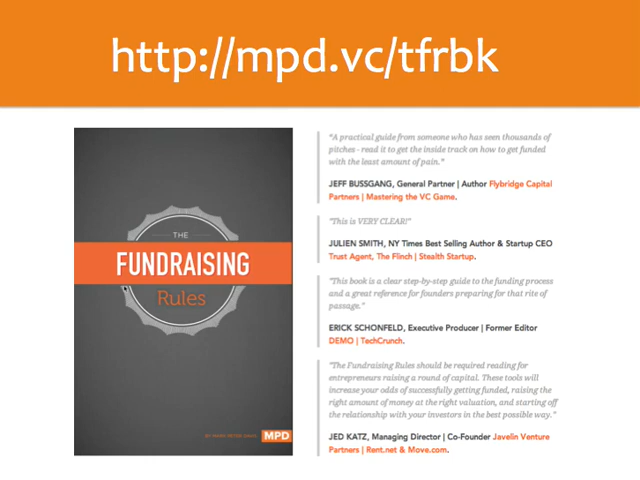 http://mpd.vc/tfrbk
THE
FUNDRAISING
Rules
MPD
"A practical guide from someone who has seen thousands of
pitches - read it to get the inside track on how to get funded
with the least amount of pain."
JEFF BUSSGANG, General Partner | Author Flybridge Capital
Partners | Mastering the VC Game.
"This is VERY CLEAR!"
JULIEN SMITH, NY Times Best Selling Author & Startup CEO
Trust Agent, The Flinch | Stealth Startup.
"This book is a clear step-by-step guide to the funding process
and a great reference for founders preparing for that rite of
passage."
ERICK SCHONFELD, Executive Producer | Former Editor
DEMO | TechCrunch.
"The Fundraising Rules should be required reading for
entrepreneurs raising a round of capital. These tools will
increase your odds of successfully getting funded, raising the
right amount of money at the right valuation, and starting off
the relationship with your investors in the best possible way."
JED KATZ, Managing Director | Co-Founder Javelin Venture
Partners | Rent.net & Move.com.